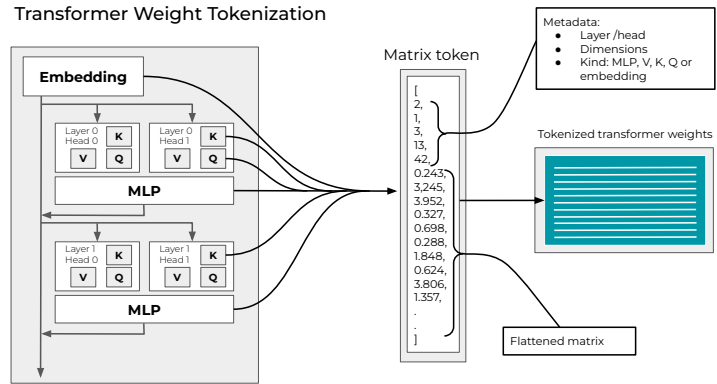 Transformer Weight Tokenization
Embedding
Layer 0
Head 0
K
V
Q
Layer 0
Head 1
K
V
Q
MLP
Layer 1
Head 0
K
V
Q
Layer 1
Head 1
K
V
Q
MLP
Matrix token
[
2,
1,
3,
13,
42,
0.243,
3,245,
3.952,
0.327,
0.698,
0.288,
1.848,
0.624,
3.806,
1.357,
.
.
]
Metadata:
● Layer /head
● Dimensions
● Kind: MLP, V, K, Q or
embedding
Tokenized transformer weights
Flattened matrix